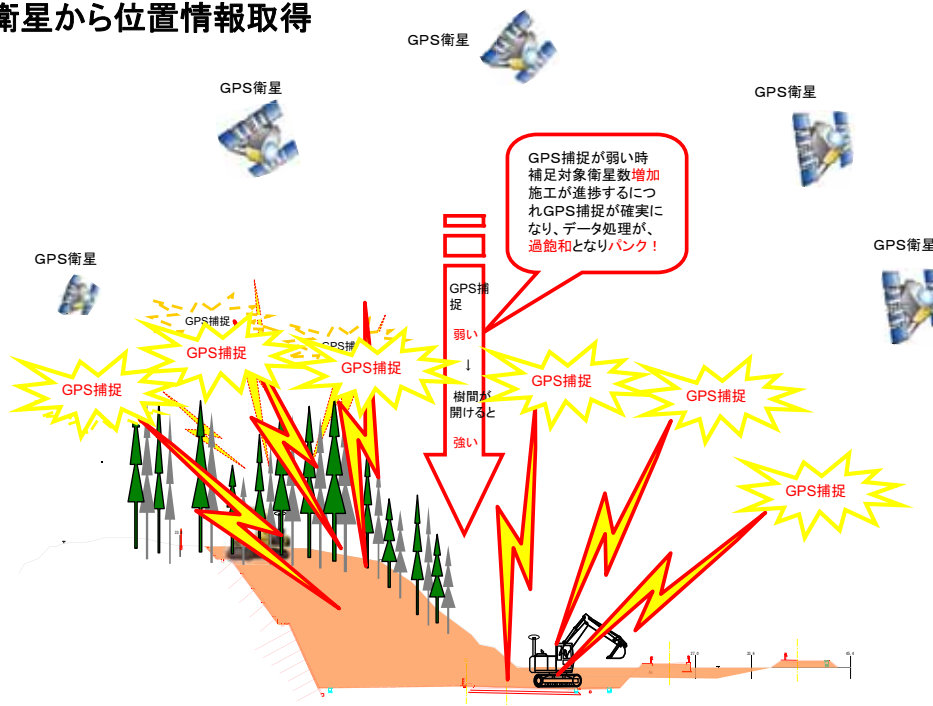 衛星から位置情報取得
GPS衛星
GPS衛星
GPS衛星
GPS衛星
GPS衛星
GPS捕捉が弱い時
補足対象衛星数増加
施工が進捗するにつ
れGPS捕捉が確実に
なり、データ処理が、
過飽和となりパンク！
GPS捕
捉
弱い
↓
樹間が
開けると
強い
GPS捕捉
GPS捕
GPS捕捉
GPS捕捉
GPS捕捉
GPS捕捉
GPS捕捉
GPS捕捉